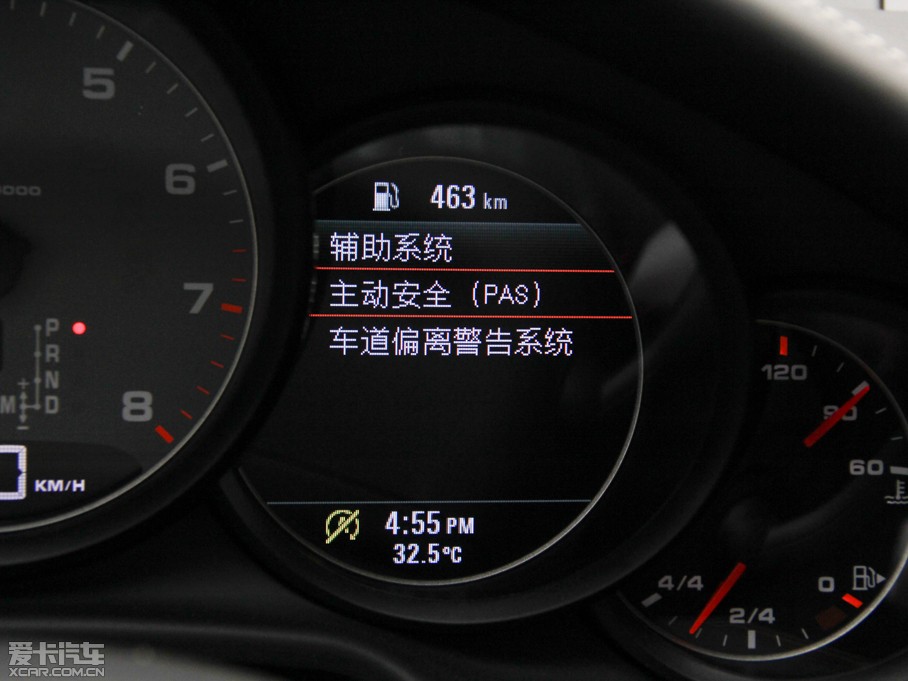 5
6
7
8
P
R
N
M D
+
-
KM/H
463 km
辅助系统
主动安全 (PAS)
车道偏离警告系统
4:55 PM
32.5℃
120
90
60
4/4
2/4
0
爱卡汽车
XCAR.COM.CN